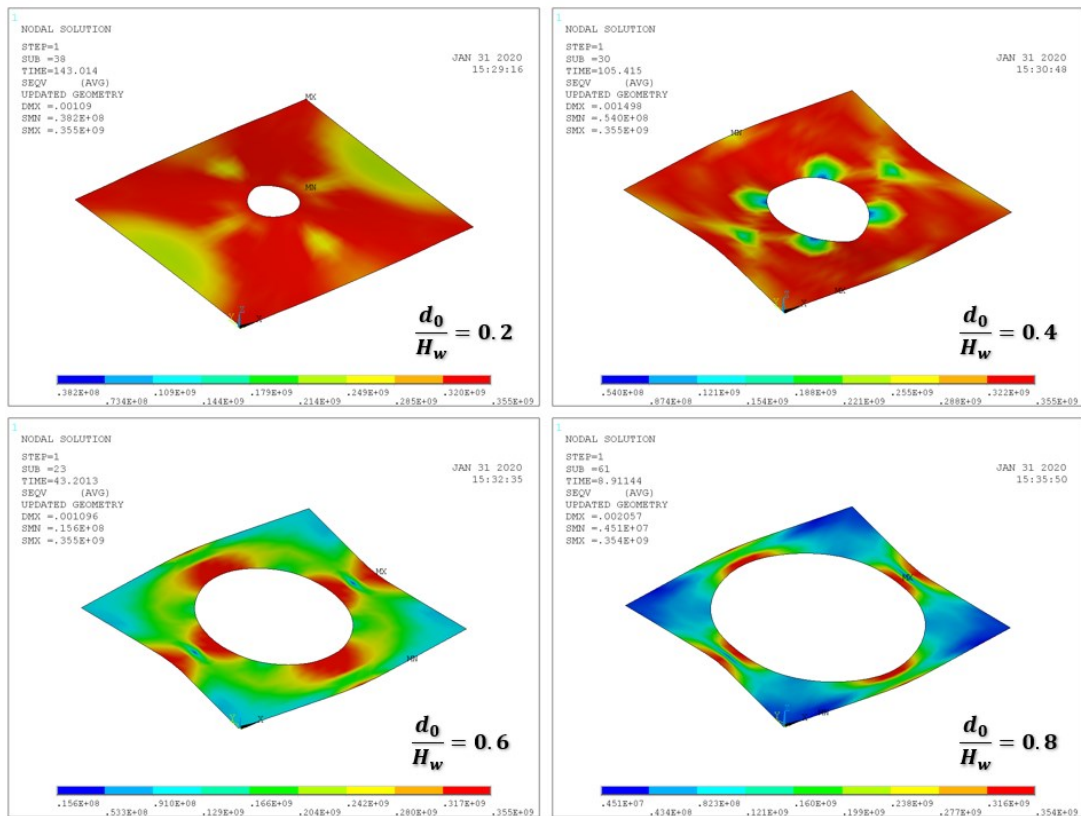 1
NODAL SOLUTION
STEP=1
SUB =38
TIME=143.014
SEQV (AVG)
UPDATED GEOMETRY
DMX =.00109
SMN =.382E+08
SMX =.355E+09
JAN 31 2020
15:29:16
MX
MN
Z
Y X
d0/Hw = 0.2
.382E+08 .109E+09 .179E+09 .249E+09 .320E+09
.734E+08 .144E+09 .214E+09 .285E+09 .355E+09
1
NODAL SOLUTION
STEP=1
SUB =30
TIME=105.415
SEQV (AVG)
UPDATED GEOMETRY
DMX =.001498
SMN =.540E+08
SMX =.355E+09
JAN 31 2020
15:30:48
MN
MX
Z
Y X
d0/Hw = 0.4
.540E+08 .121E+09 .188E+09 .255E+09 .322E+09
.874E+08 .154E+09 .221E+09 .288E+09 .355E+09
1
NODAL SOLUTION
STEP=1
SUB =23
TIME=43.2013
SEQV (AVG)
UPDATED GEOMETRY
DMX =.001096
SMN =.156E+08
SMX =.355E+09
JAN 31 2020
15:32:35
MX
MN
Z
Y X
d0/Hw = 0.6
.156E+08 .910E+08 .166E+09 .242E+09 .317E+09
.533E+08 .129E+09 .204E+09 .280E+09 .355E+09
1
NODAL SOLUTION
STEP=1
SUB =61
TIME=8.91144
SEQV (AVG)
UPDATED GEOMETRY
DMX =.002057
SMN =.451E+07
SMX =.354E+09
JAN 31 2020
15:35:50
MX
MN
Z
Y X
d0/Hw = 0.8
.451E+07 .823E+08 .160E+09 .238E+09 .316E+09
.434E+08 .121E+09 .199E+09 .277E+09 .354E+09